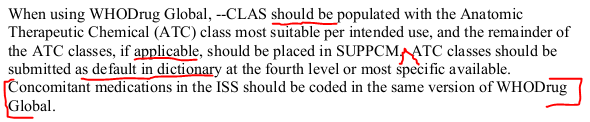 When using WHODrug Global, --CLAS should be populated with the Anatomic
Therapeutic Chemical (ATC) class most suitable per intended use, and the remainder
of the ATC classes, if applicable, should be placed in SUPPCM. ATC classes should be
submitted as default in dictionary at the fourth level or most specific available.
Concomitant medications in the ISS should be coded in the same version of WHODrug
Global.